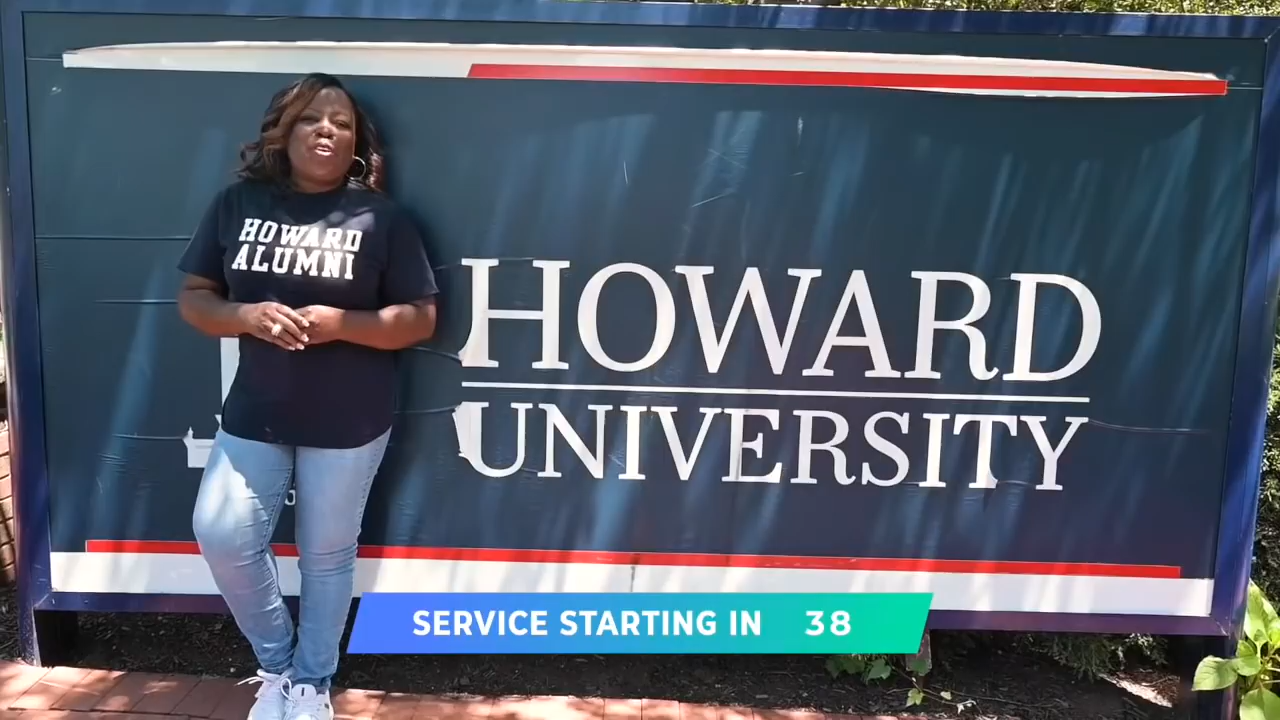 HOWARD
ALUMNI
HOWARD
UNIVERSITY
SERVICE STARTING IN 38